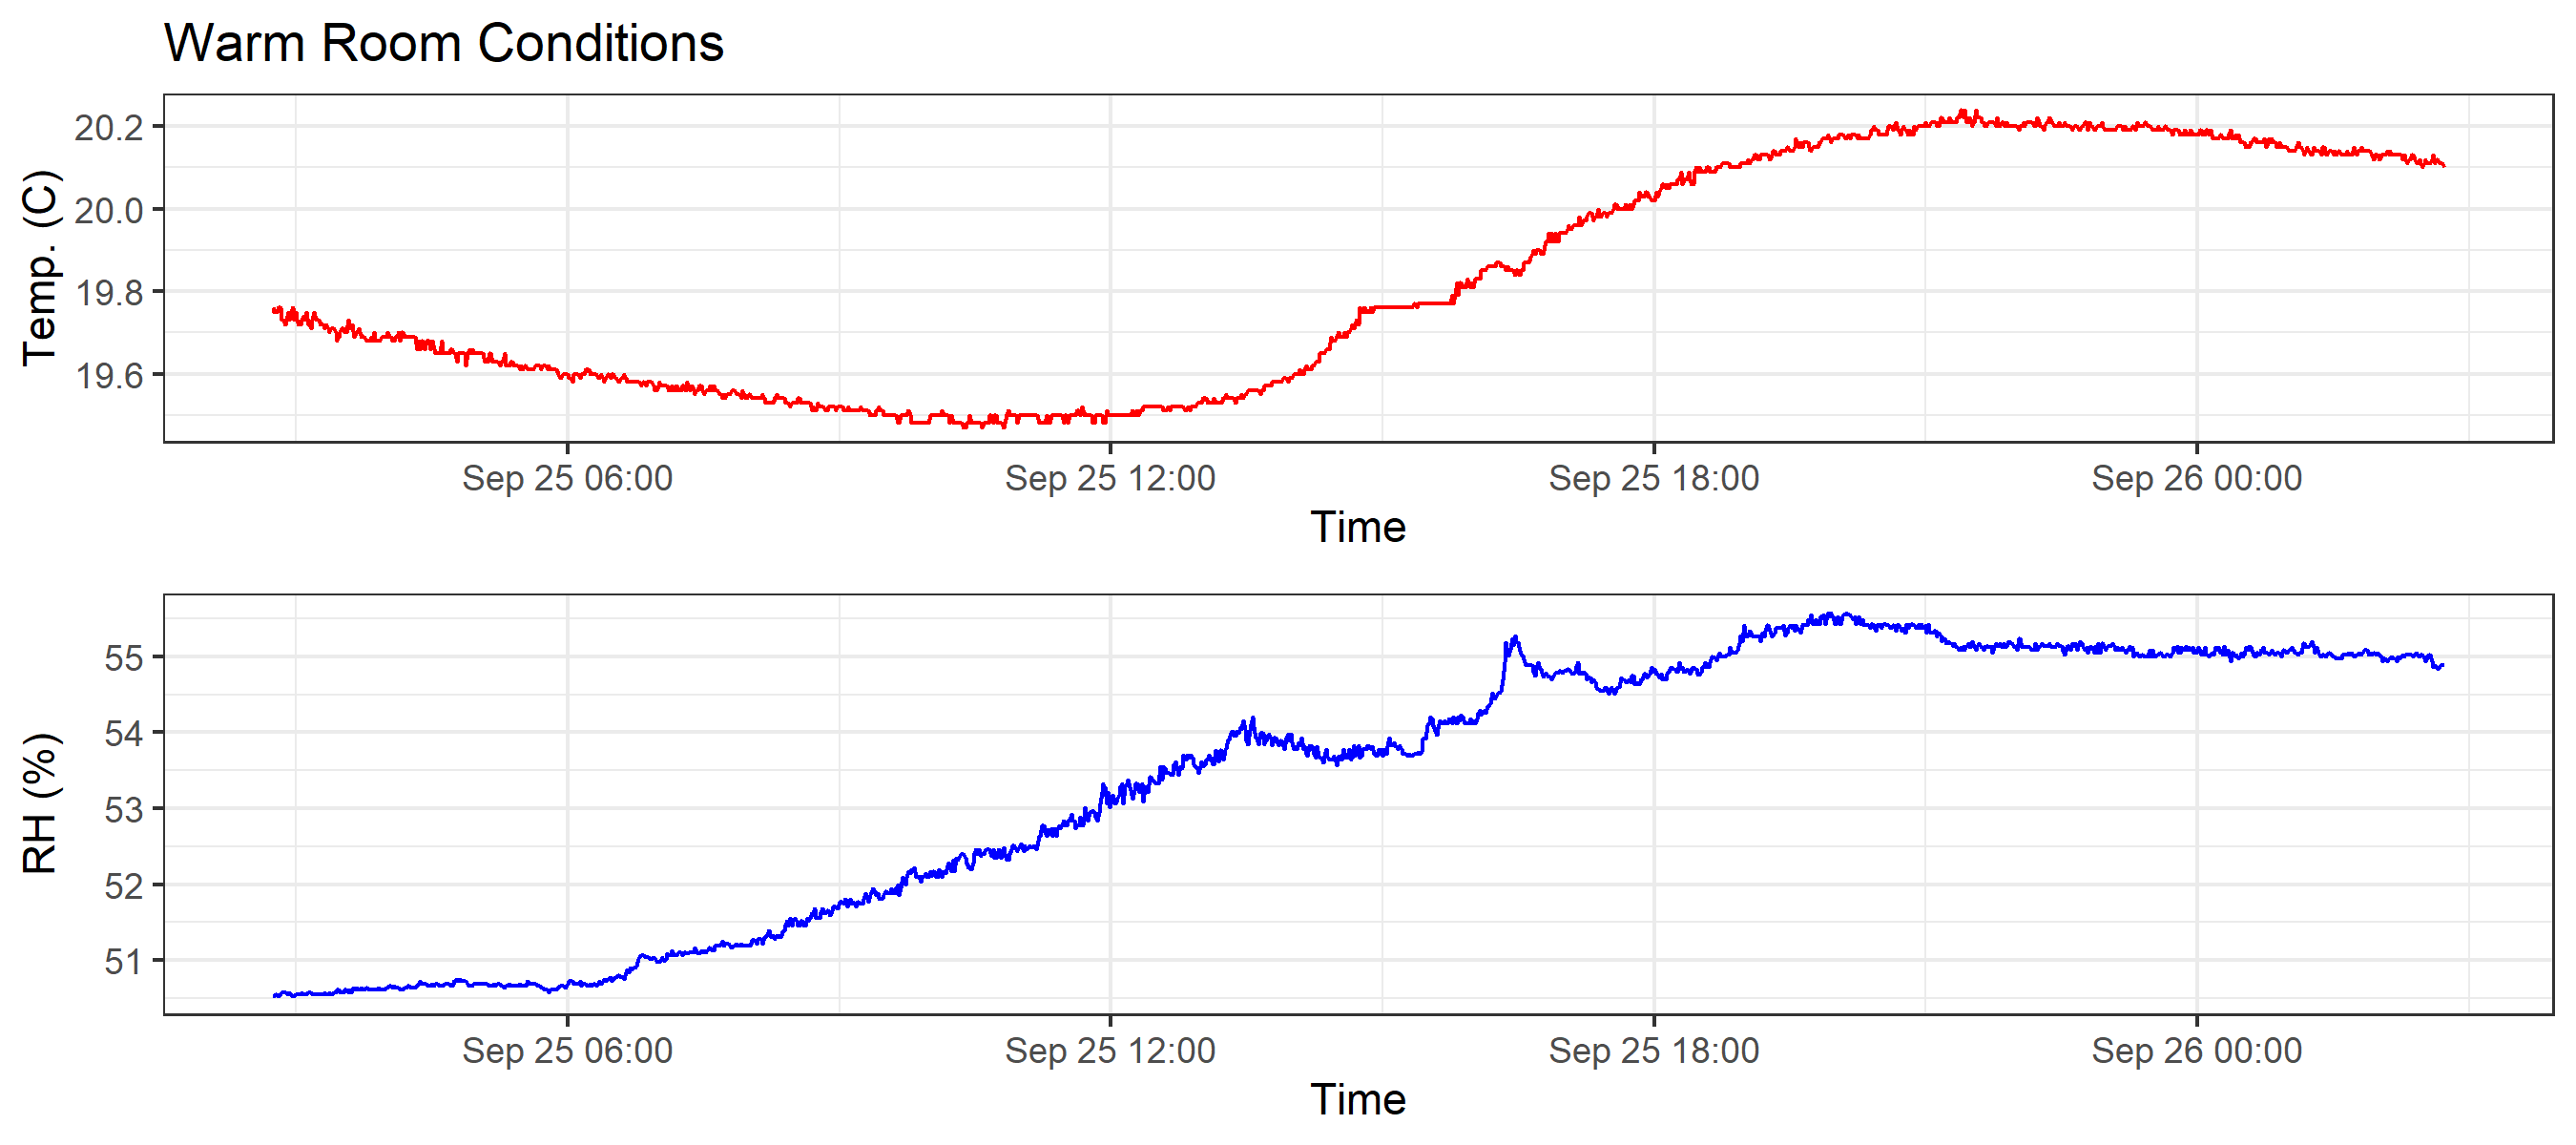 Warm Room Conditions
Temp. (C)
20.2
20.0
19.8
19.6
Sep 25 06:00 Sep 25 12:00 Sep 25 18:00 Sep 26 00:00
Time
RH (%)
55
54
53
52
51
Sep 25 06:00 Sep 25 12:00 Sep 25 18:00 Sep 26 00:00
Time